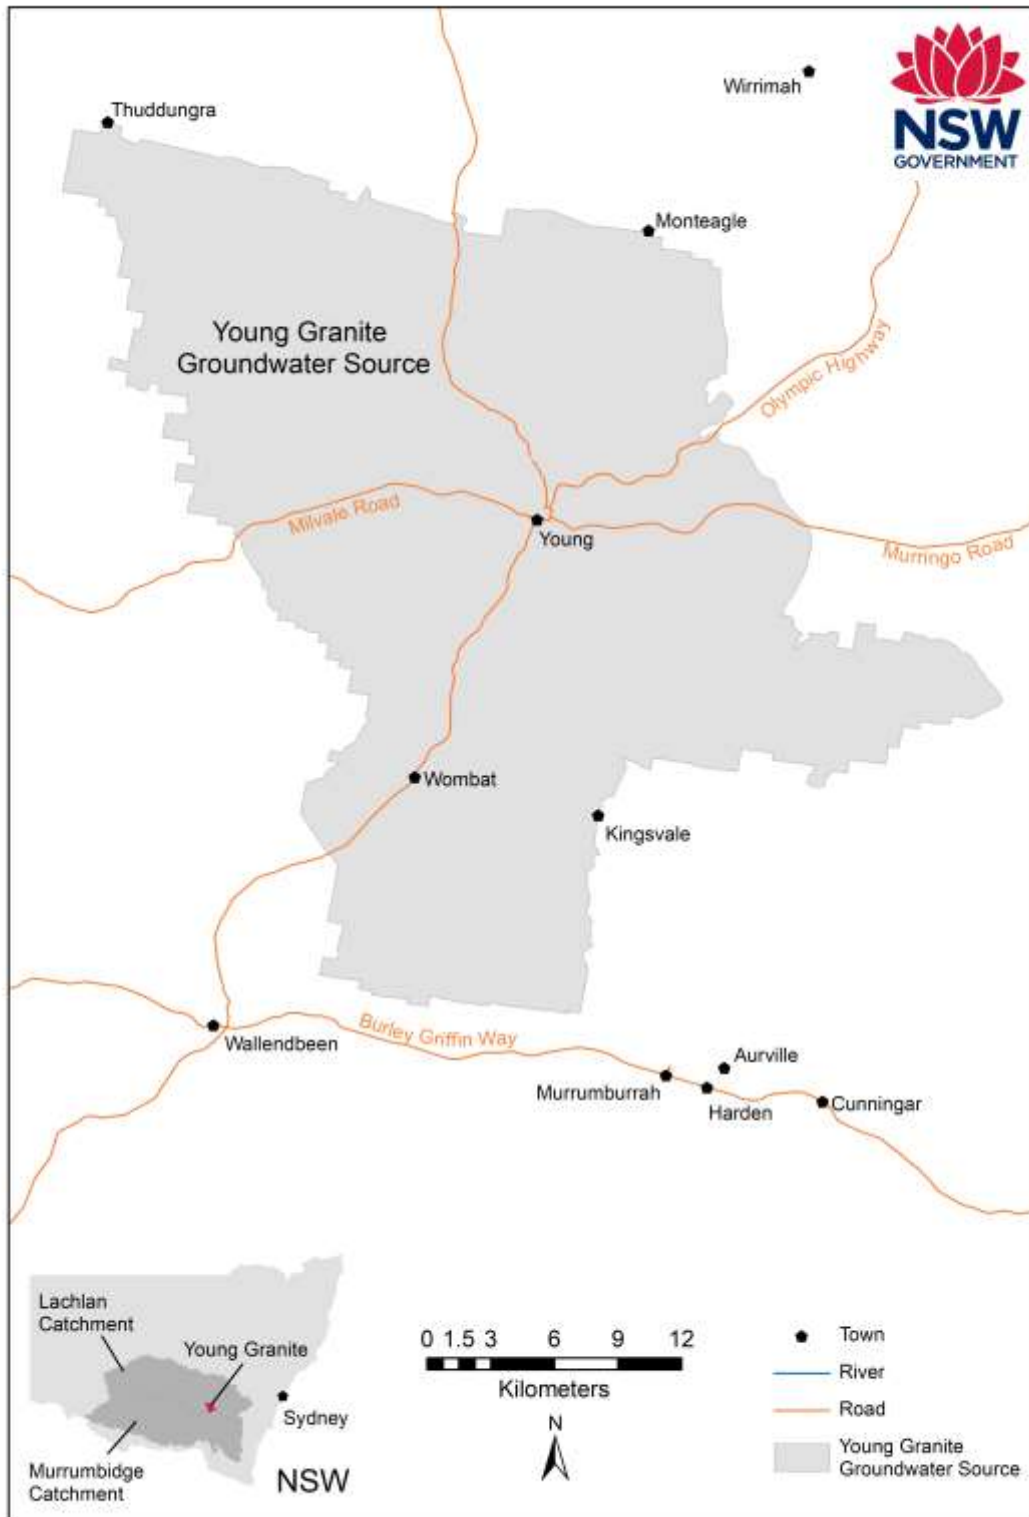 Thuddungra
Wirrimah
NSW
GOVERNMENT
Monteagle
Young Granite
Groundwater Source
Olympic Highway
Milvale Road
Young
Murringo Road
Wombat
Kingsvale
Wallendbeen
Burley Griffin Way
Aurville
Murrumburrah
Harden
Cunningar
Lachlan
Catchment
Young Granite
Sydney
Murrumbidge
Catchment
NSW
0 1.5 3 6 9 12
Kilometers
N
Town
River
Road
Young Granite
Groundwater Source